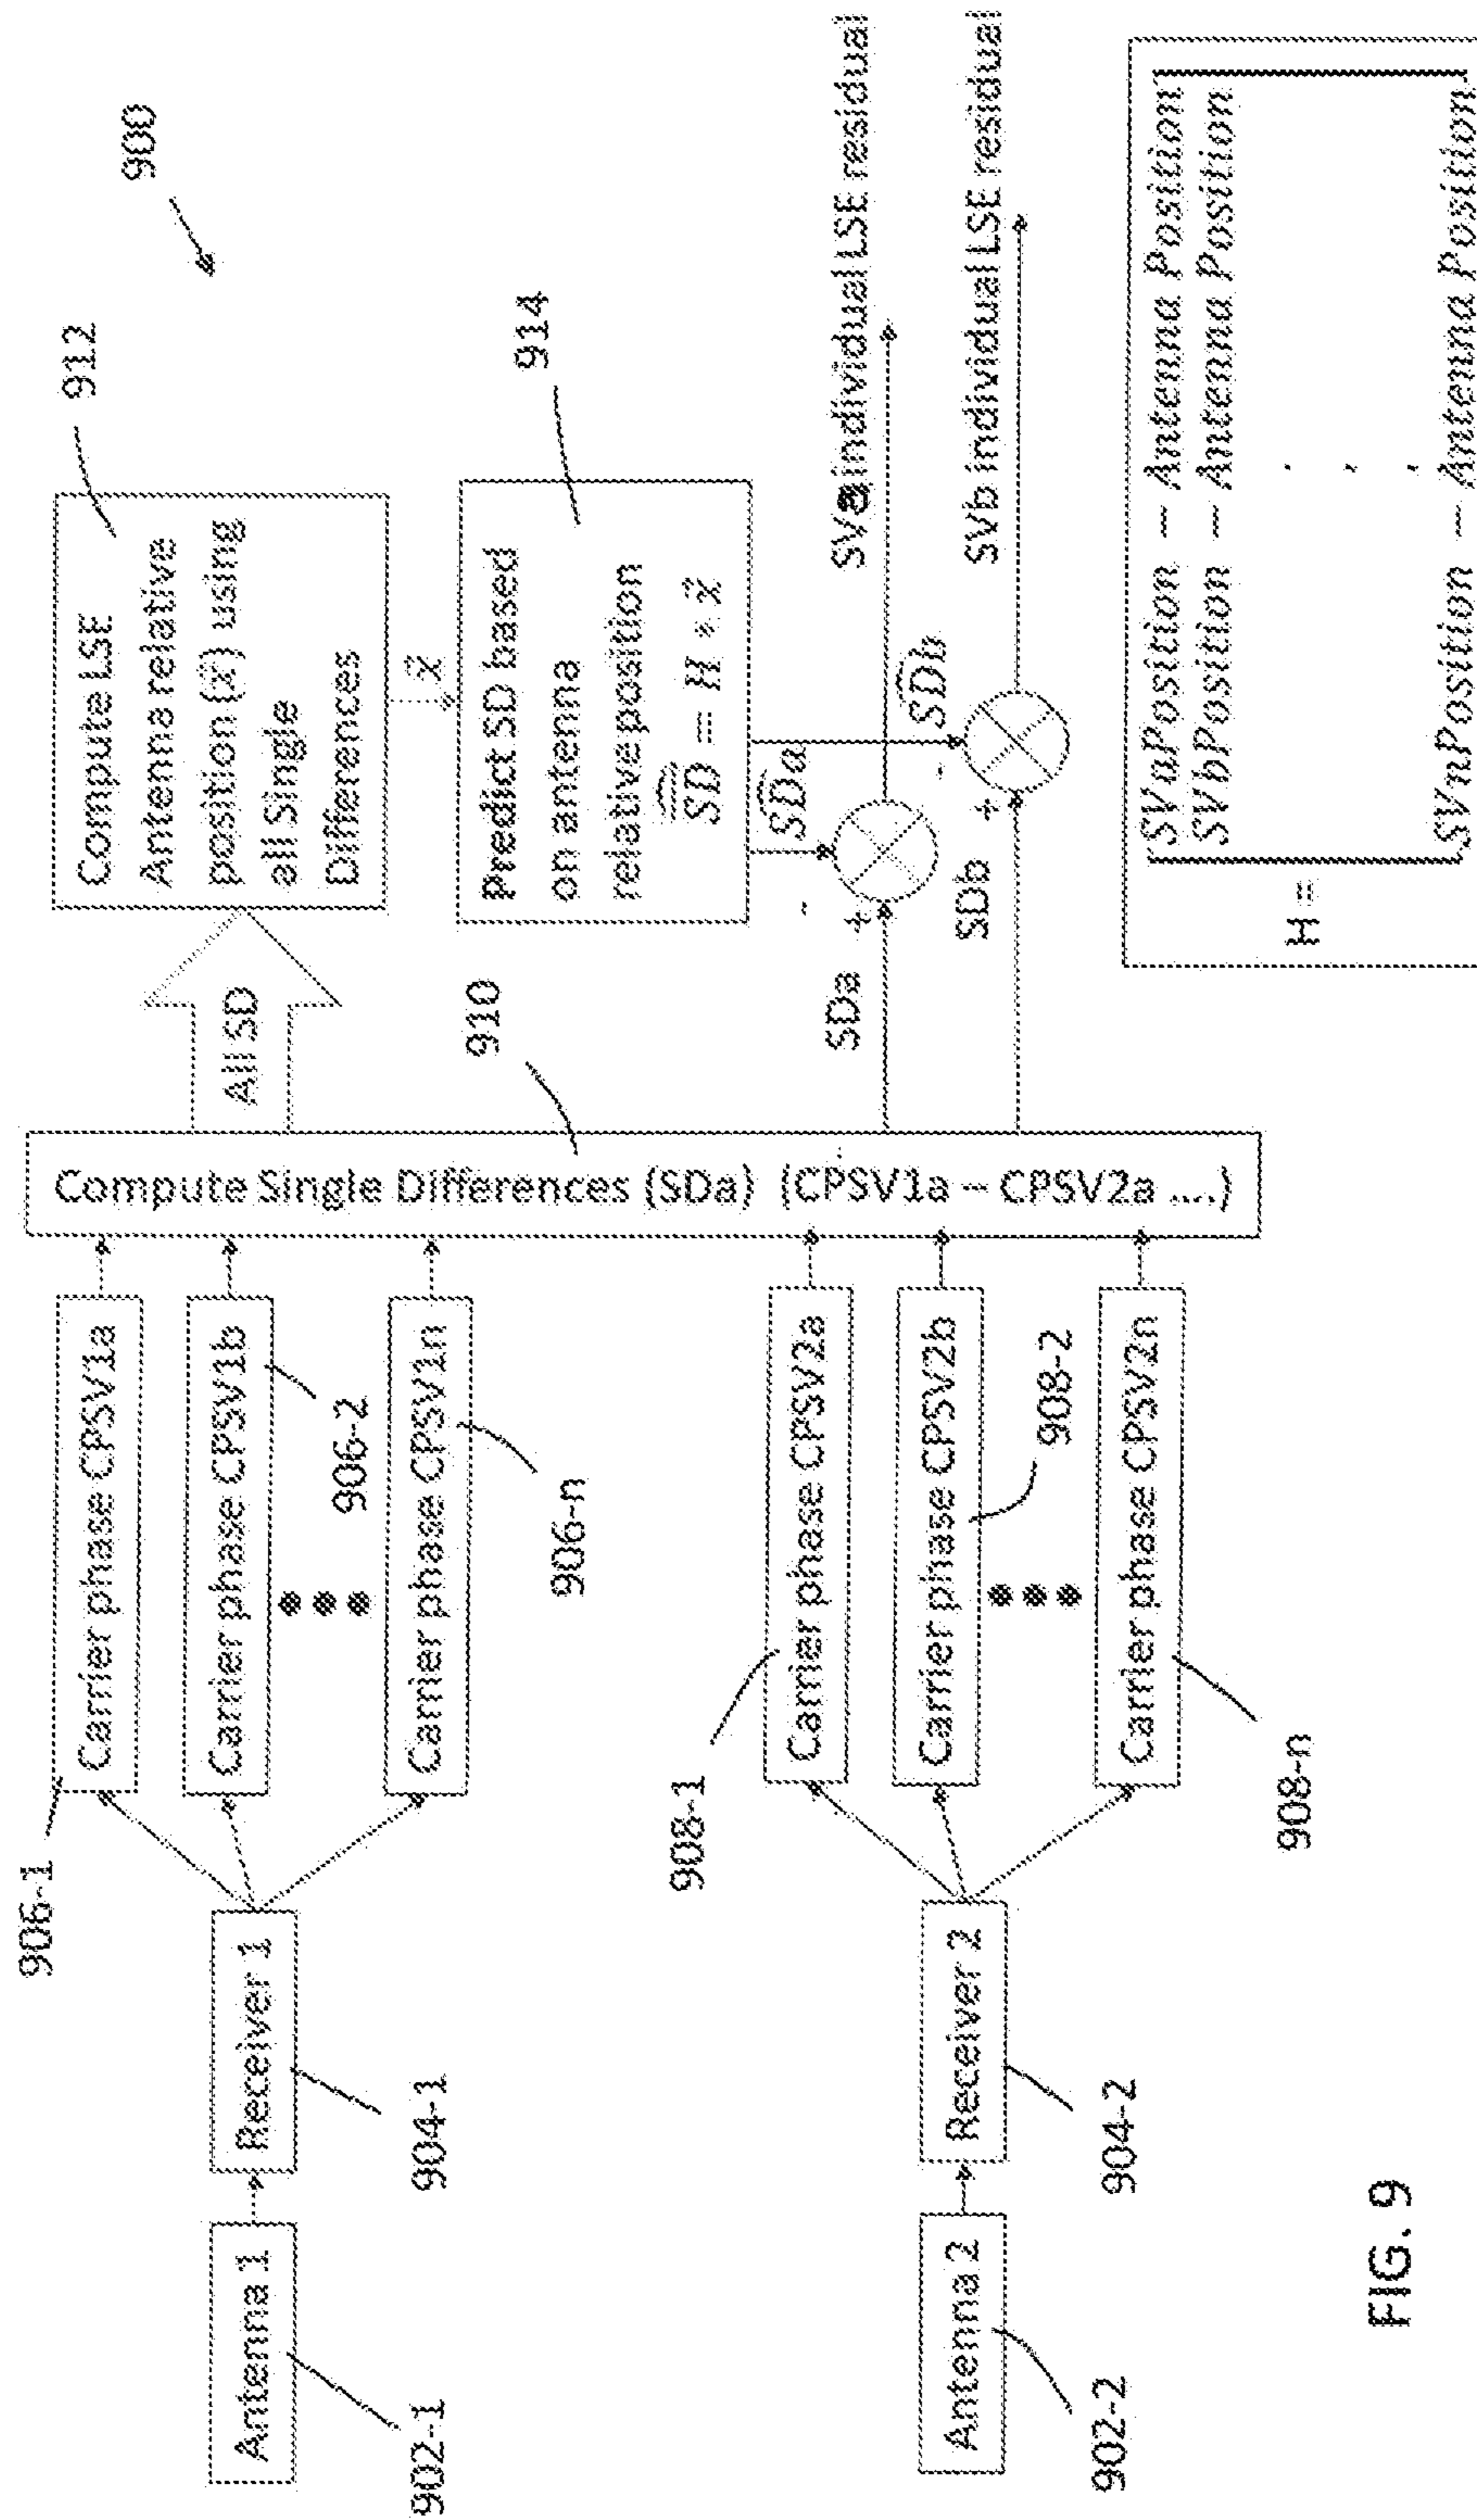 900
906-1
Antenna 1
902-1
Receiver 1
904-1
Carrier phase CPSV1a
Carrier phase CPSV1b
906-2
Carrier phase CPSV1n
906-n
Antenna 2
902-2
Receiver 2
904-2
908-1
Carrier phase CPSV2a
Carrier phase CPSV2b
908-2
Carrier phase CPSV2n
908-n
Compute Single Differences (SDa) (CPSV1a – CPSV2a ....)
910
All SD
Compute LSE
Antenna relative
position (x⃗) using
all Single
Differences
912
x⃗
Predict SD based
on antenna
relative position
SD = H * x⃗
914
SDa
+
-
SDa
SVa individual LSE residual
SDb
+
-
SDb
SVb individual LSE residual
H =
SVaPosition – Antenna Position
SVbPosition – Antenna Position
.
.
.
SVnPosition – Antenna Position
FIG. 9